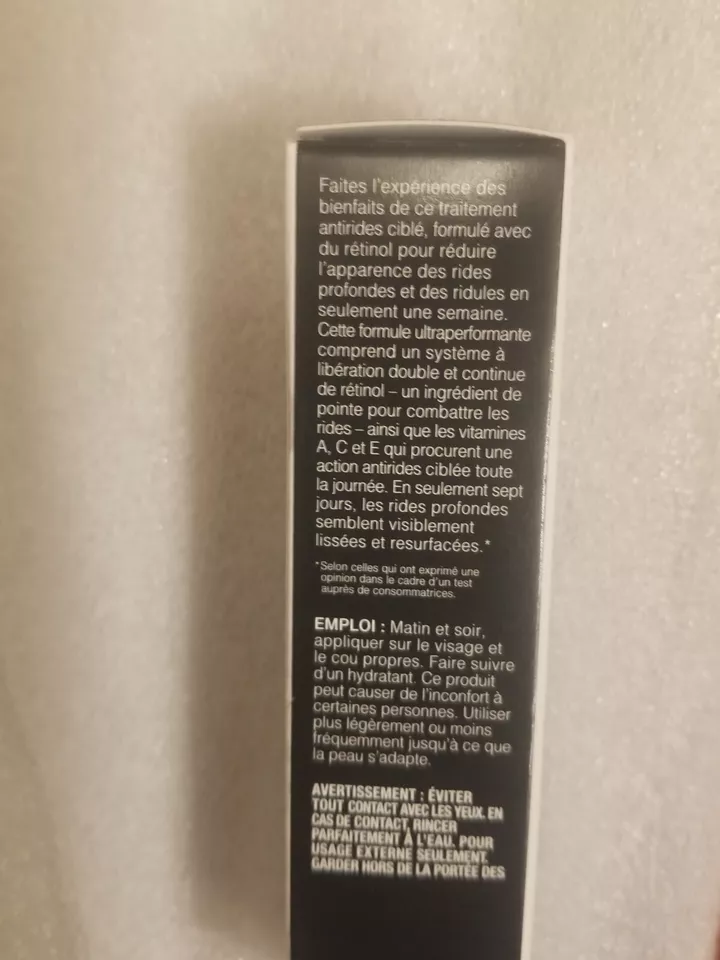 Faites l'expérience des
bienfaits de ce traitement
antirides ciblé, formulé avec
du rétinol pour réduire
l'apparence des rides
profondes et des ridules en
seulement une semaine.
Cette formule ultraperformante
comprend un système à
libération double et continue
de rétinol – un ingrédient de
pointe pour combattre les
rides – ainsi que les vitamines
A, C et E qui procurent une
action antirides ciblée toute
la journée. En seulement sept
jours, les rides profondes
semblent visiblement
lissées et resurfacées.*
*Selon celles qui ont exprimé une
opinion dans le cadre d'un test
auprès de consommatrices.
EMPLOI : Matin et soir,
appliquer sur le visage et
le cou propres. Faire suivre
d'un hydratant. Ce produit
peut causer de l'inconfort à
certaines personnes. Utiliser
plus légèrement ou moins
fréquemment jusqu'à ce que
la peau s'adapte.
AVERTISSEMENT : ÉVITER
TOUT CONTACT AVEC LES YEUX. EN
CAS DE CONTACT, RINCER
PARFAITEMENT À L'EAU. POUR
USAGE EXTERNE SEULEMENT.
GARDER HORS DE LA PORTÉE DES